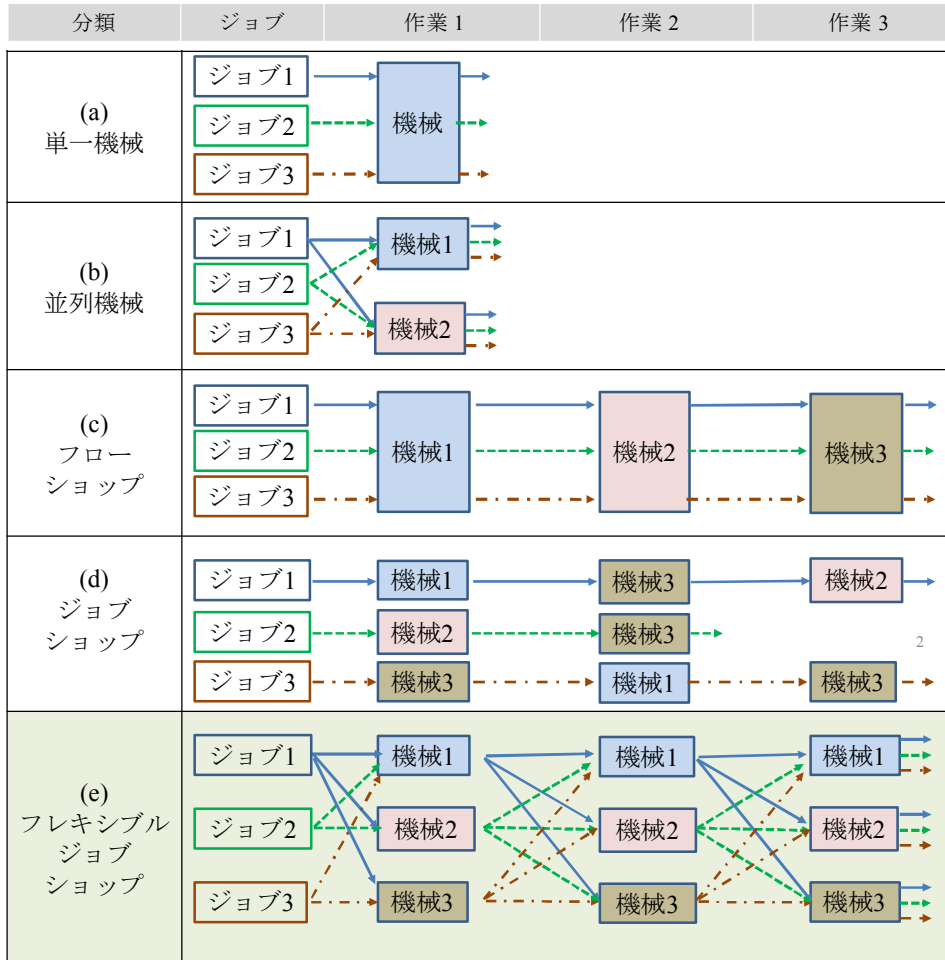 分類 ジョブ 作業 1 作業 2 作業 3
(a)
単一機械
ジョブ1
ジョブ2
ジョブ3
機械
(b)
並列機械
ジョブ1
ジョブ2
ジョブ3
機械1
機械2
(c)
フロー
ショップ
ジョブ1
ジョブ2
ジョブ3
機械1
機械2
機械3
(d)
ジョブ
ショップ
ジョブ1 機械1 機械3 機械2
ジョブ2 機械2 機械3
2
ジョブ3 機械3 機械1 機械3
(e)
フレキシブル
ジョブ
ショップ
ジョブ1 機械1 機械1 機械1
ジョブ2 機械2 機械2 機械2
ジョブ3 機械3 機械3 機械3